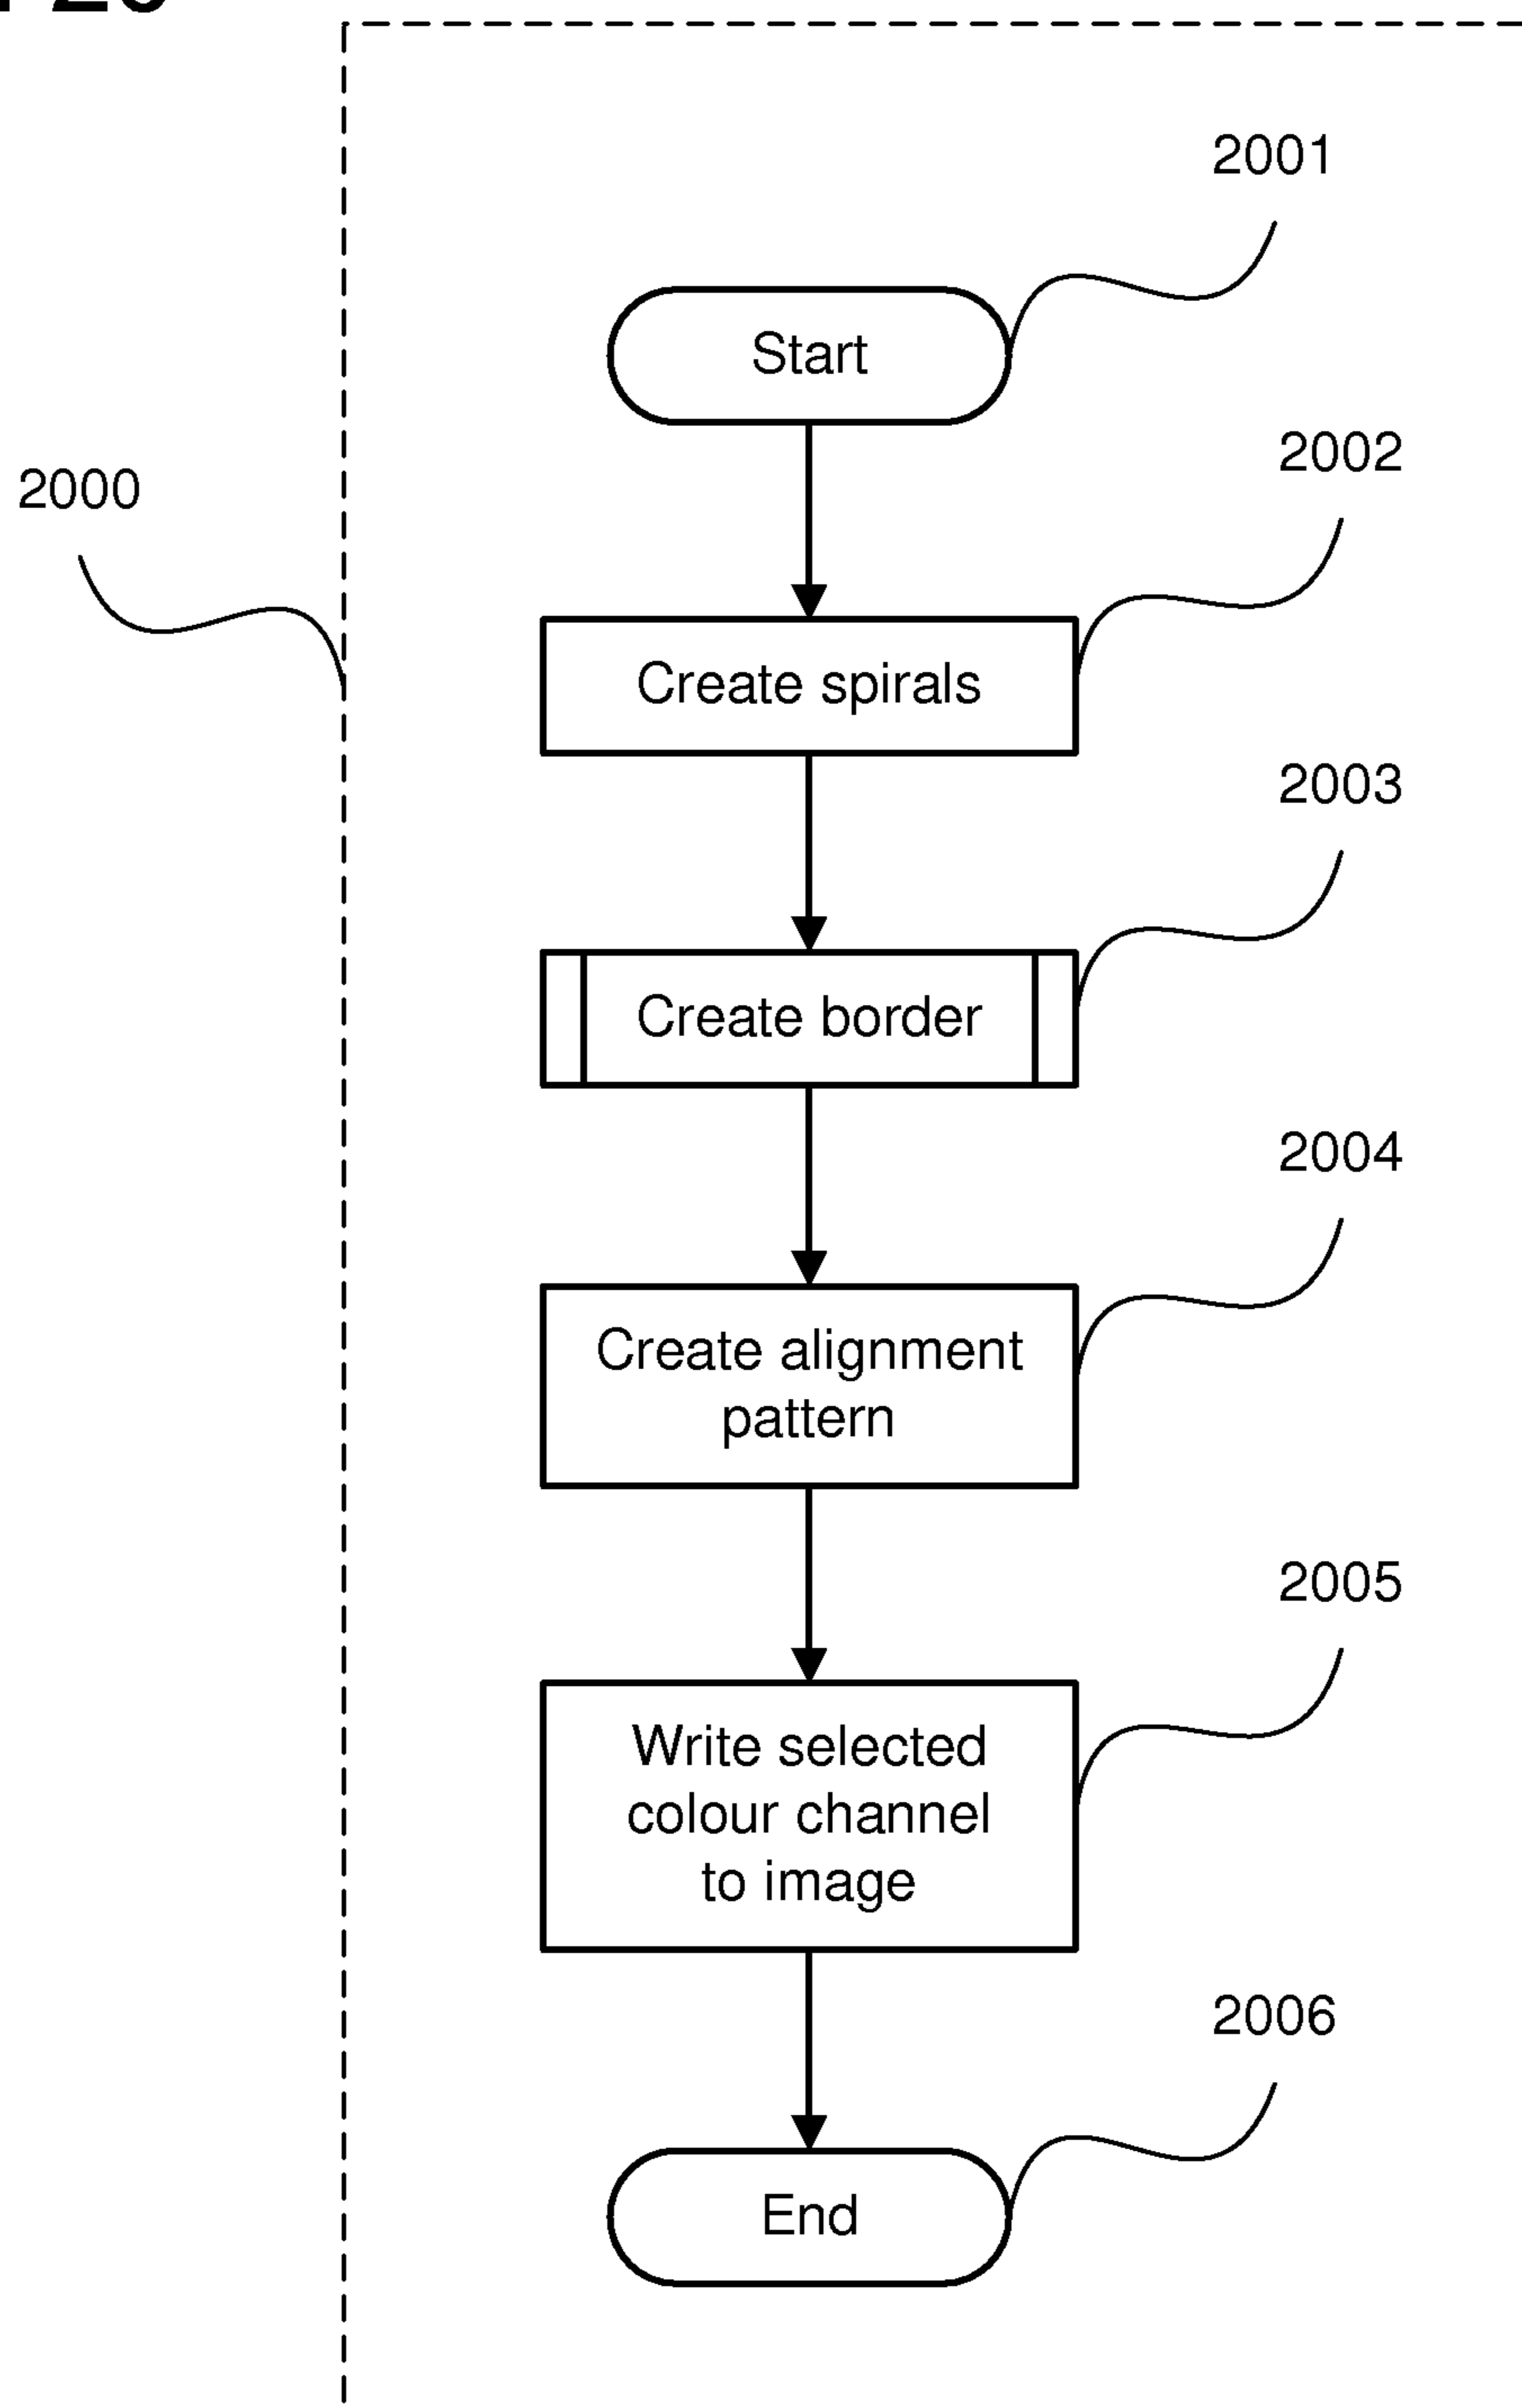 2001
Start
2002
2000
Create spirals
2003
Create border
2004
Create alignment
pattern
2005
Write selected
colour channel
to image
2006
End